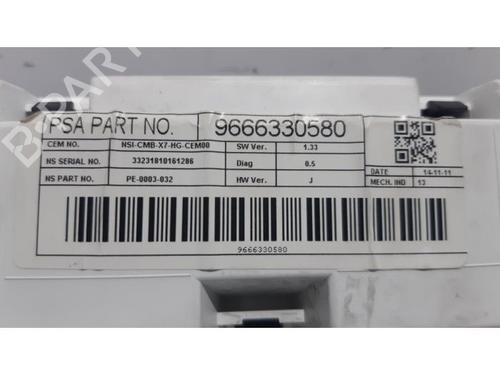 PSA PART NO. 9666330580
CEM NO. NSI-CMB-X7-HG-CEM00 SW Ver. 1.33
NS SERIAL NO. 33231810161286 Diag 0.5 DATE 14-11-11
NS PART NO. PE-0003-032 HW Ver. J MECH. IND 13
9666330580
B-PARTS